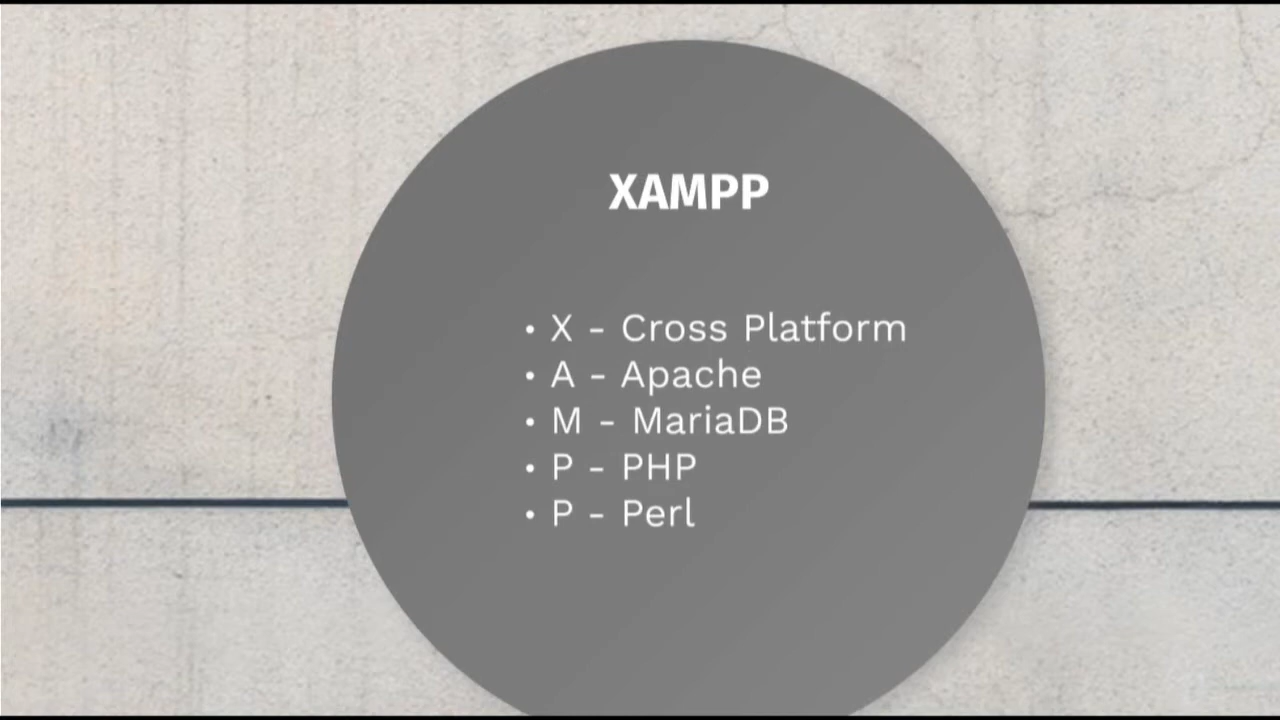 XAMPP
• X - Cross Platform
• A - Apache
• M - MariaDB
• P - PHP
• P - Perl